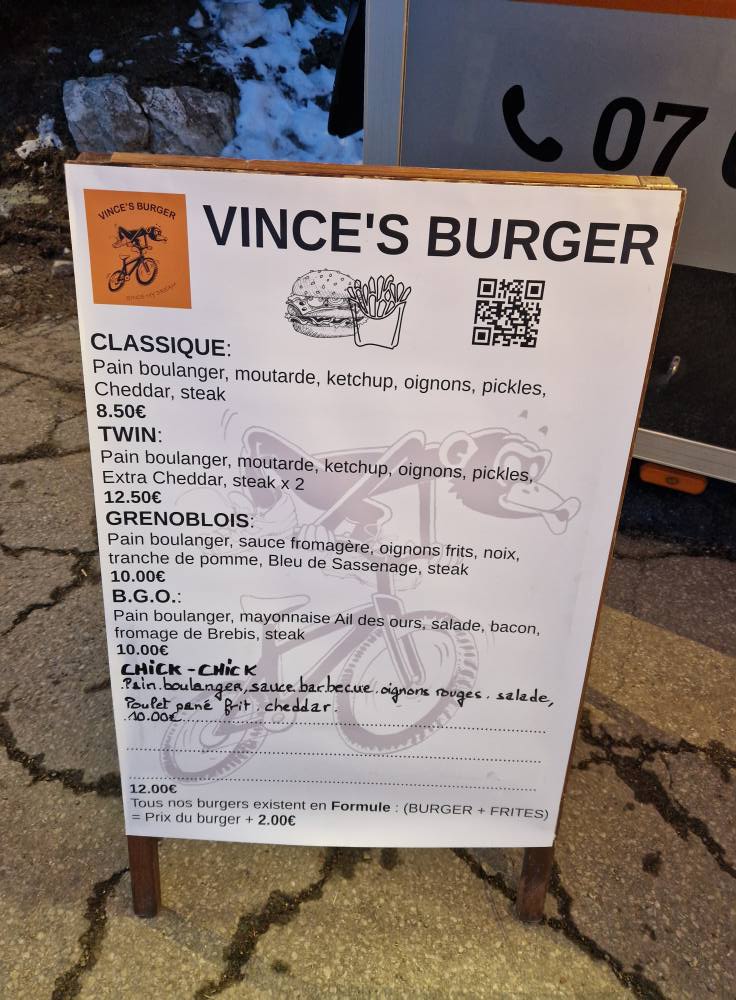 07
VINCE'S BURGER
VINCE'S BURGER
CLASSIQUE:
Pain boulanger, moutarde, ketchup, oignons, pickles,
Cheddar, steak
8.50€
TWIN:
Pain boulanger, moutarde, ketchup, oignons, pickles,
Extra Cheddar, steak x 2
12.50€
GRENOBLOIS:
Pain boulanger, sauce fromagère, oignons frits, noix,
tranche de pomme, Bleu de Sassenage, steak
10.00€
B.G.O.:
Pain boulanger, mayonnaise Ail des ours, salade, bacon,
fromage de Brebis, steak
10.00€
CHICK-CHICK
Pain boulanger, sauce barbecue, oignons rouges, salade,
Poulet pané frit, cheddar.
10.00€
12.00€
Tous nos burgers existent en Formule : (BURGER + FRITES)
= Prix du burger + 2.00€